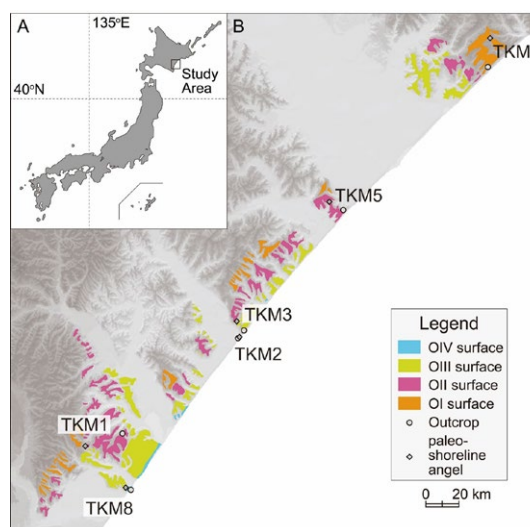 A
135°E
B
Study
Area
40°N
TKM
TKM5
TKM3
TKM2
TKM1
TKM8
Legend
OIV surface
OIII surface
OII surface
OI surface
Outcrop
paleo-
shoreline
angel
0 20 km